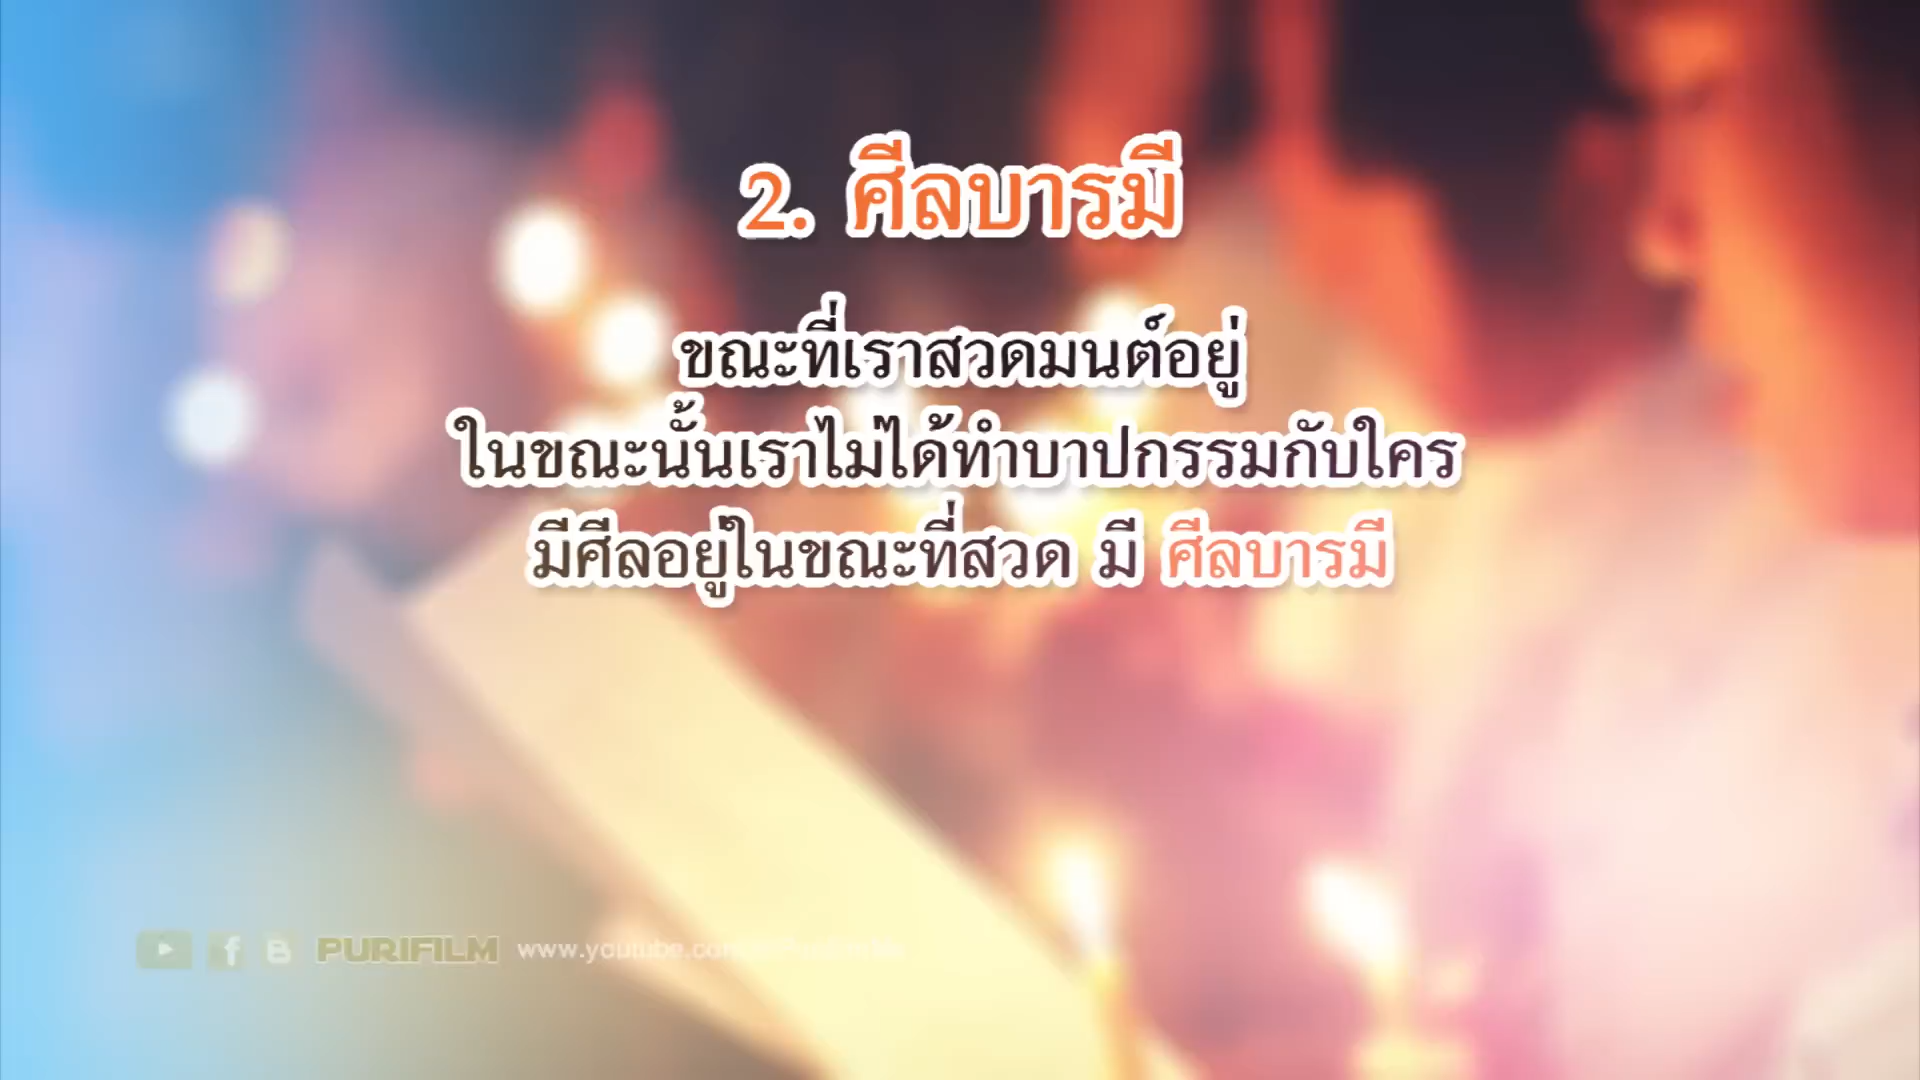 2. ศีลบารมี
ขณะที่เราสวดมนต์อยู่
ในขณะนั้นเราไม่ได้ทำบาปกรรมกับใคร
มีศีลอยู่ในขณะที่สวด มี ศีลบารมี
PURIFILM